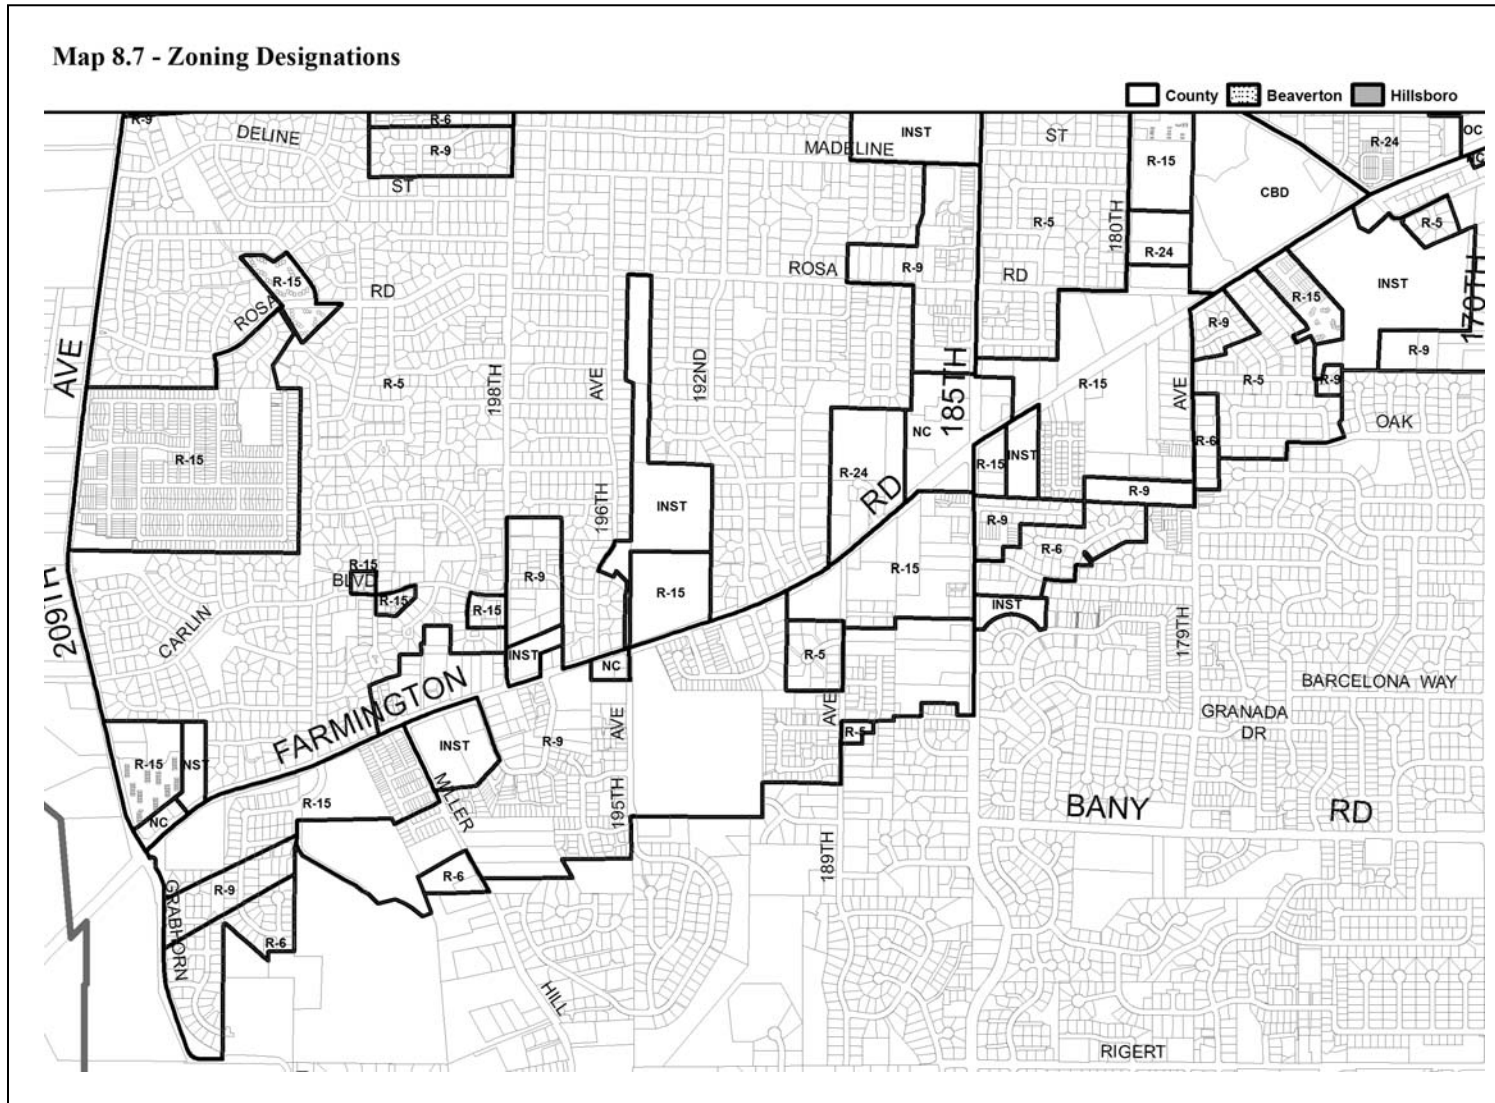 Map 8.7 - Zoning Designations
County Beaverton Hillsboro
R-9
R-6
DELINE
R-9
ST
INST
MADELINE
ST
R-15
R-24
OC
NC
CBD
R-5
180TH
R-5
R-24
ROSA
R-9
RD
INST
170TH
R-15
ROSA
RD
R-15
R-9
R-9
AVE
R-5
198TH
AVE
192ND
185TH
R-15
AVE
R-5
R-9
OAK
NC
R-6
R-15
R-24
RD
R-15
INST
R-9
INST
196TH
R-9
R-6
209TH
R-15
BLVD
R-15
R-15
R-9
R-15
R-15
INST
CARLIN
179TH
INST
NC
R-5
BARCELONA WAY
GRANADA
DR
FARMINGTON
AVE
AVE
R-5
R-9
INST
R-15
NST
R-15
MILLER
195TH
BANY RD
NC
189TH
R-6
R-9
GRABHORN
R-6
HILL
RIGERT